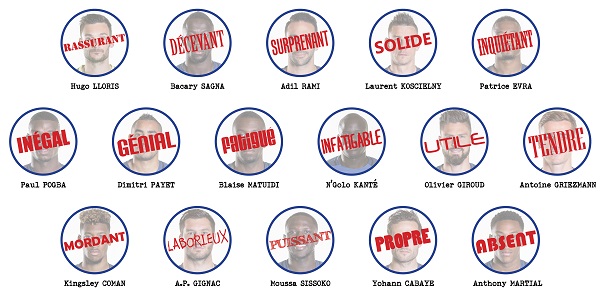 RASSURANT
DÉCEVANT
SURPRENANT
SOLIDE
INQUIÉTANT
Hugo LLORIS
Bacary SAGNA
Adil RAMI
Laurent KOSCIELNY
Patrice EVRA
INÉGAL
GÉNIAL
Fatigué
INFATIGABLE
UTILE
TENDRE
Paul POGBA
Dimitri PAYET
Blaise MATUIDI
N'Golo KANTÉ
Olivier GIROUD
Antoine GRIEZMANN
MORDANT
LABORIEUX
PUISSANT
PROPRE
ABSENT
Kingsley COMAN
A.P. GIGNAC
Moussa SISSOKO
Yohann CABAYE
Anthony MARTIAL